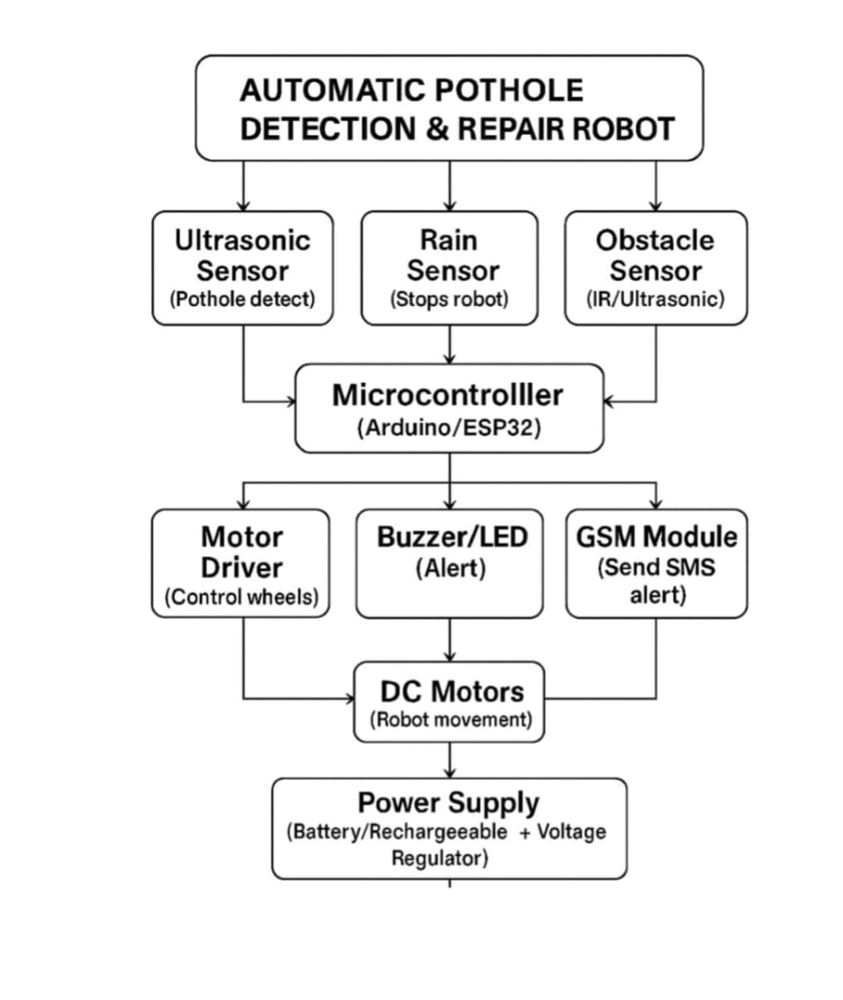 AUTOMATIC POTHOLE
DETECTION & REPAIR ROBOT
Ultrasonic
Sensor
(Pothole detect)
Rain
Sensor
(Stops robot)
Obstacle
Sensor
(IR/Ultrasonic)
Microcontrolller
(Arduino/ESP32)
Motor
Driver
(Control wheels)
Buzzer/LED
(Alert)
GSM Module
(Send SMS
alert)
DC Motors
(Robot movement)
Power Supply
(Battery/Rechargeeable + Voltage
Regulator)